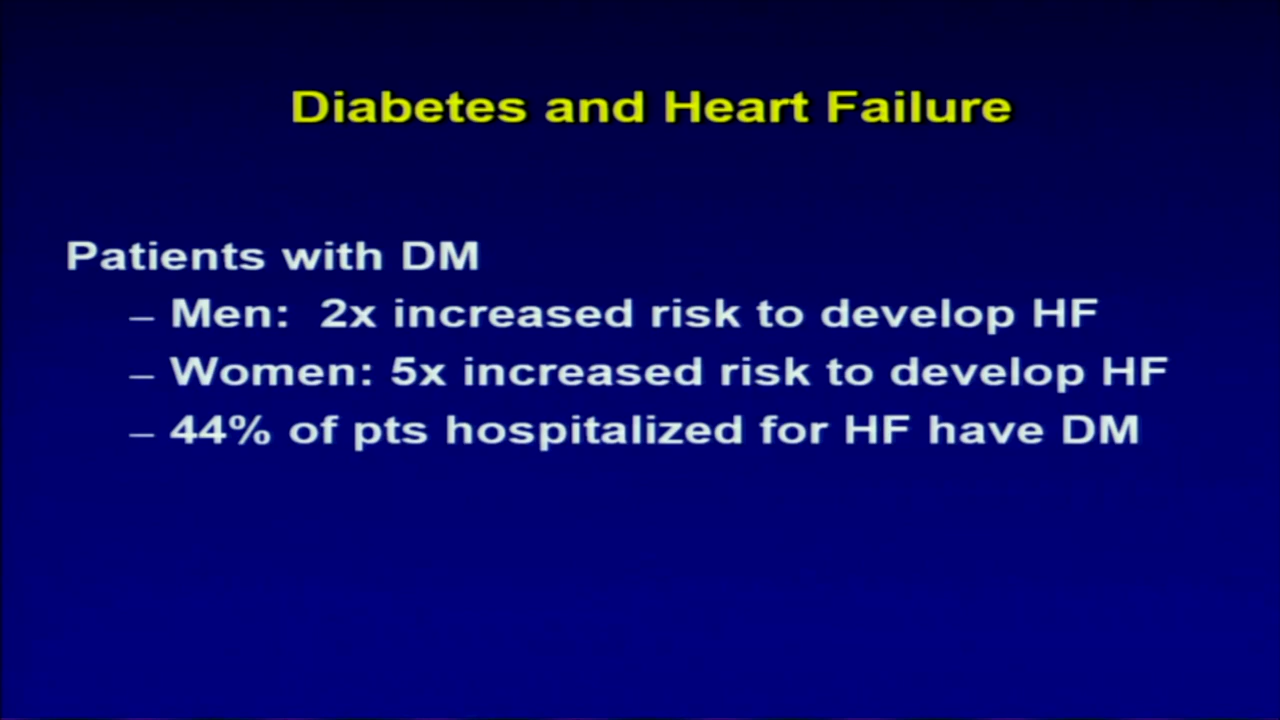 Diabetes and Heart Failure
Patients with DM
– Men:  2x increased risk to develop HF
– Women: 5x increased risk to develop HF
– 44% of pts hospitalized for HF have DM